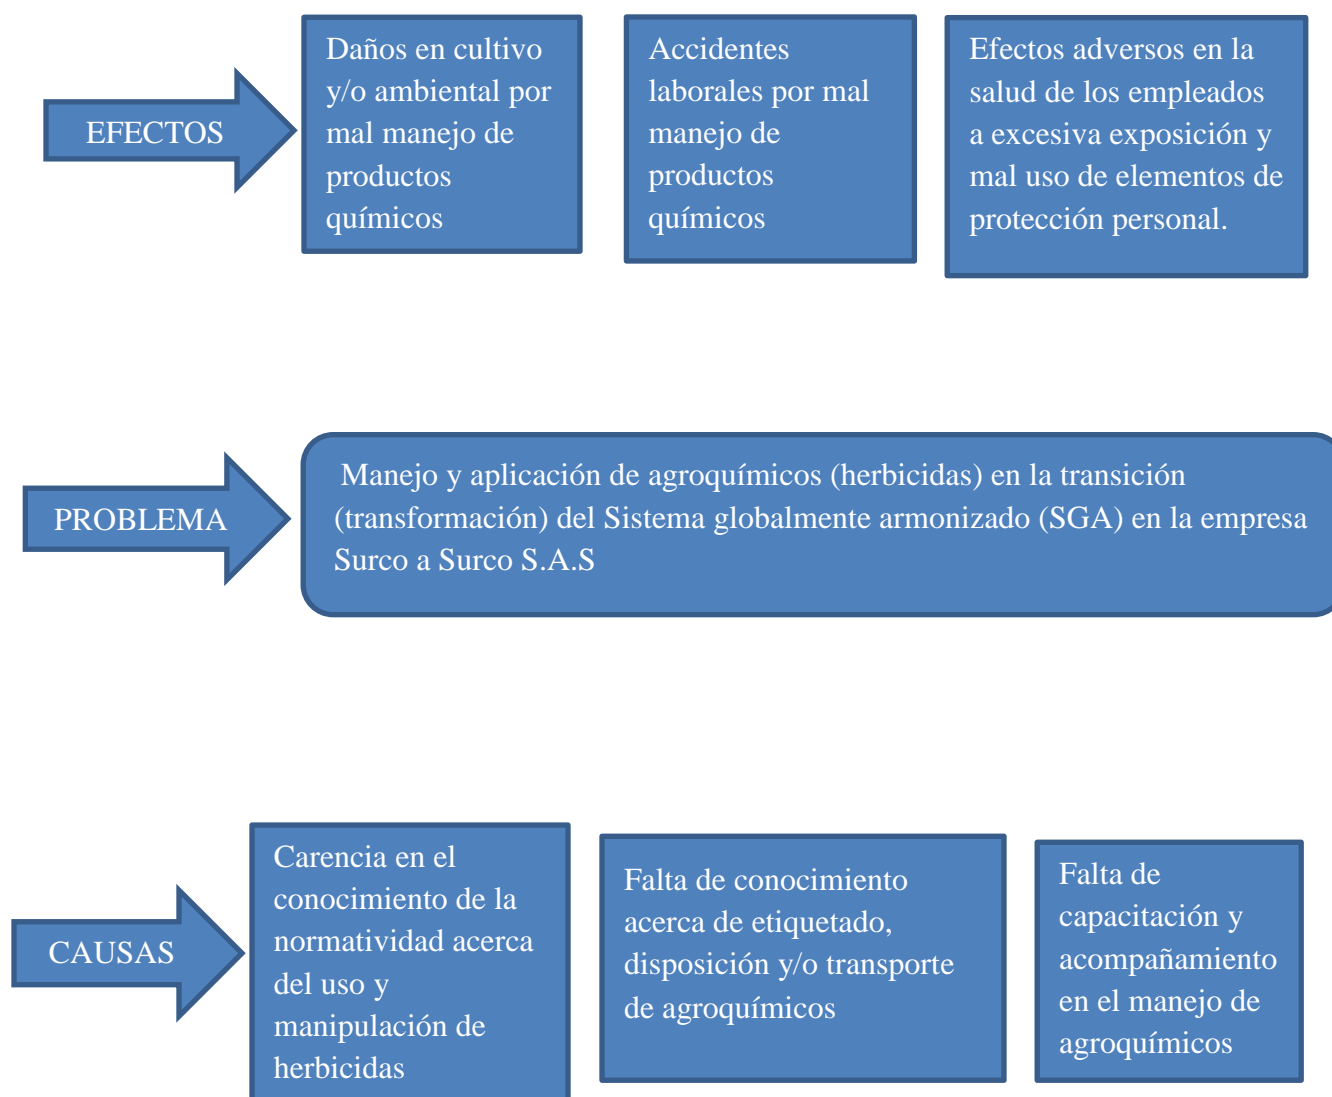 EFECTOS
Daños en cultivo
y/o ambiental por
mal manejo de
productos
químicos
Accidentes
laborales por mal
manejo de
productos
químicos
Efectos adversos en la
salud de los empleados
a excesiva exposición y
mal uso de elementos de
protección personal.
PROBLEMA
Manejo y aplicación de agroquímicos (herbicidas) en la transición
(transformación) del Sistema globalmente armonizado (SGA) en la empresa
Surco a Surco S.A.S
CAUSAS
Carencia en el
conocimiento de la
normatividad acerca
del uso y
manipulación de
herbicidas
Falta de conocimiento
acerca de etiquetado,
disposición y/o transporte
de agroquímicos
Falta de
capacitación y
acompañamiento
en el manejo de
agroquímicos